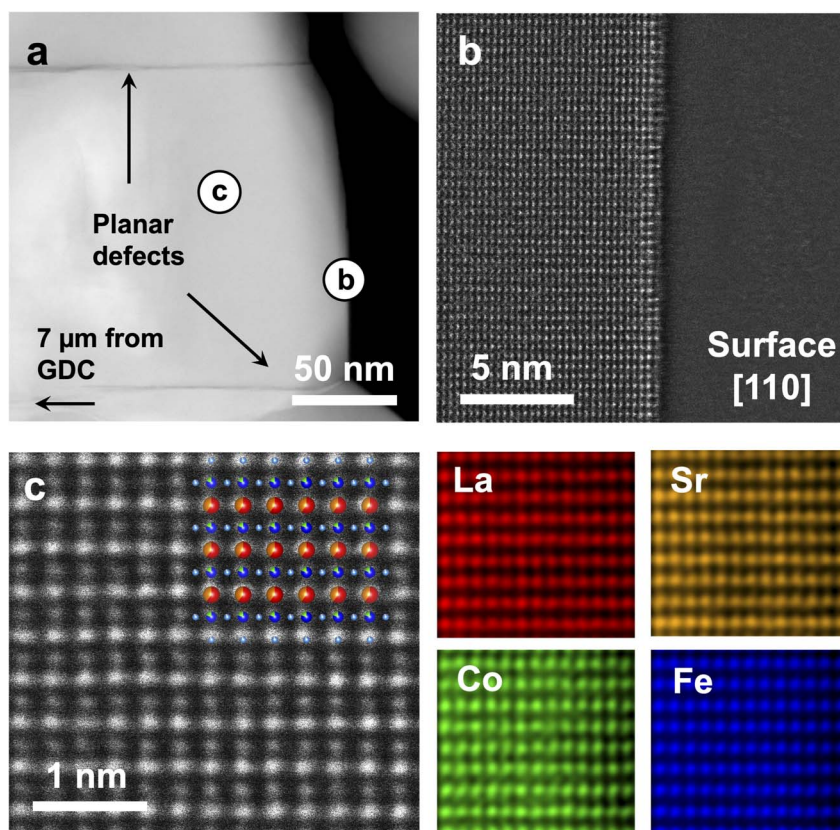 a
c
Planar
defects
b
7 μm from
GDC
50 nm
b
5 nm
Surface
[110]
c
1 nm
La
Sr
Co
Fe